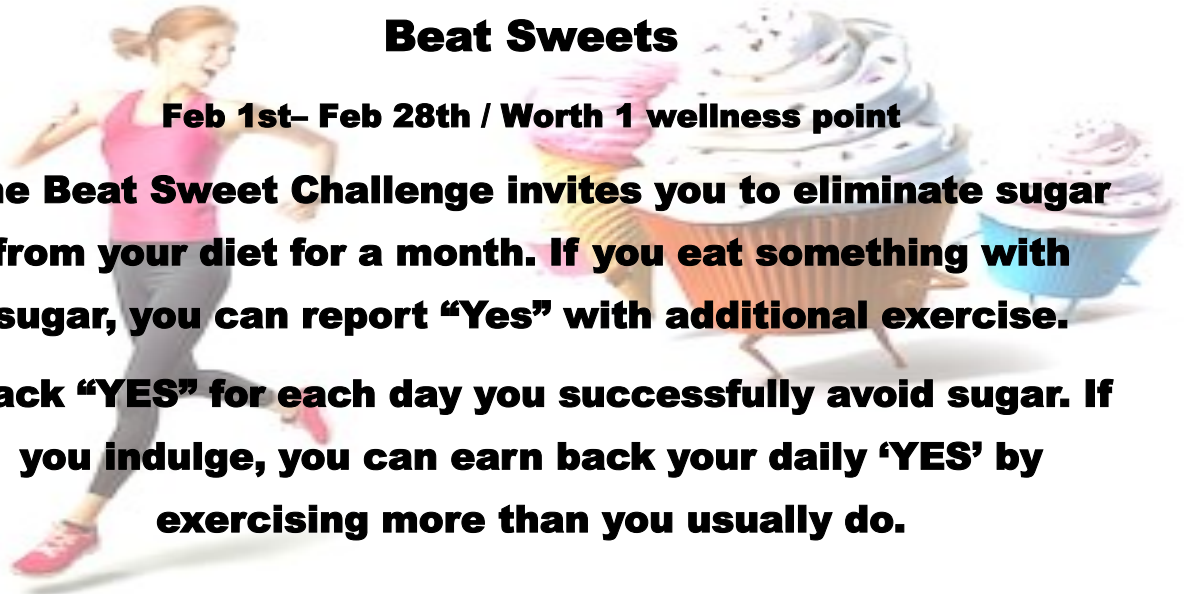 Beat Sweets
Feb 1st– Feb 28th / Worth 1 wellness point
he Beat Sweet Challenge invites you to eliminate sugar
from your diet for a month. If you eat something with
sugar, you can report “Yes” with additional exercise.
ack “YES” for each day you successfully avoid sugar. If
you indulge, you can earn back your daily ‘YES’ by
exercising more than you usually do.